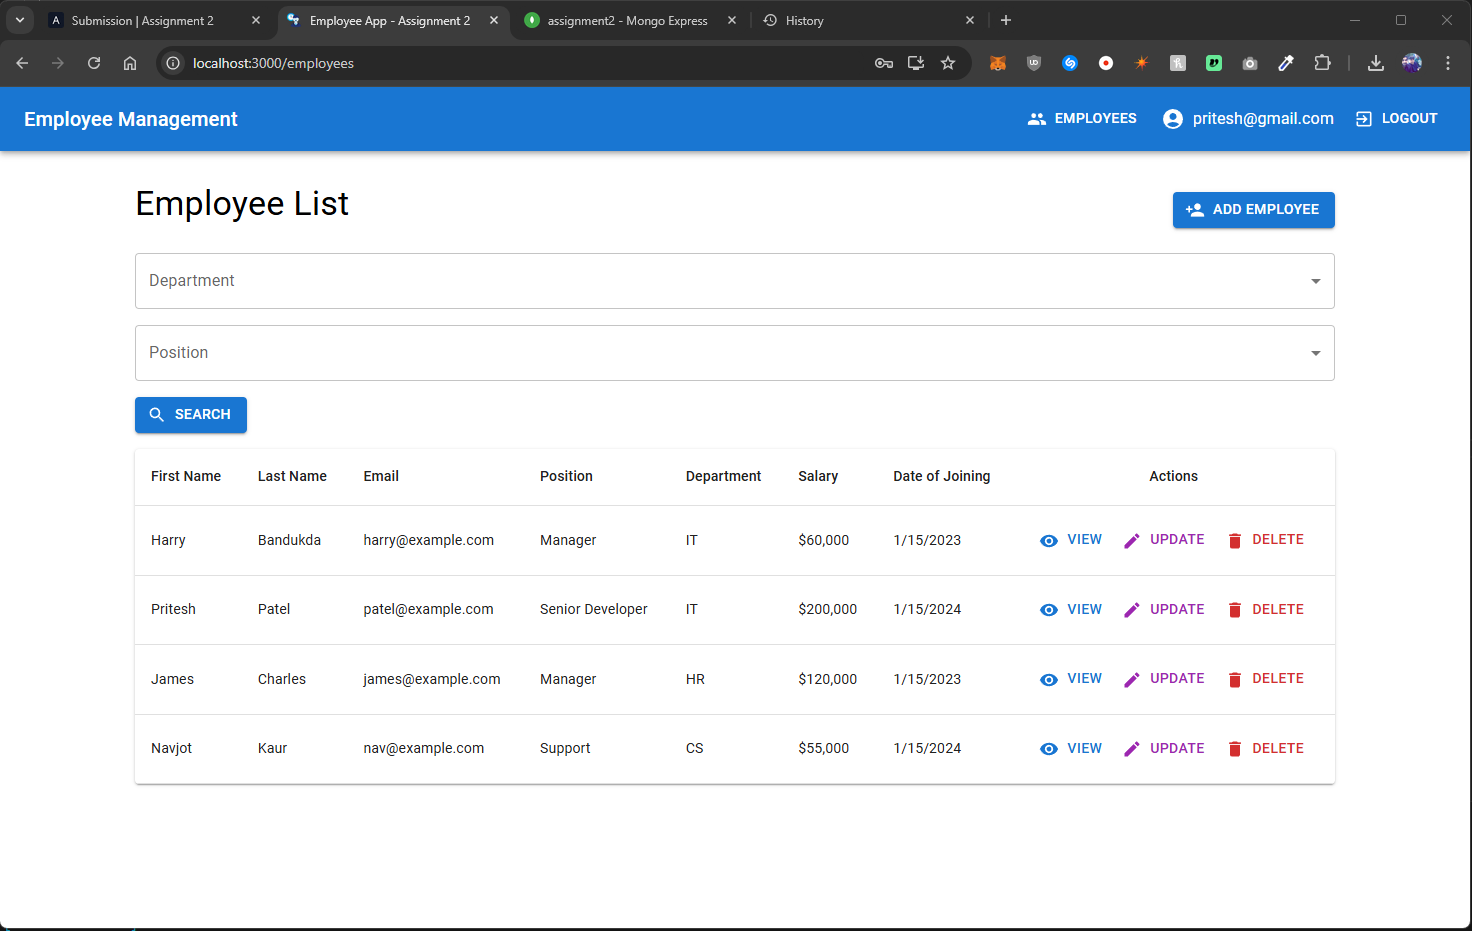 Submission | Assignment 2
Employee App - Assignment 2
assignment2 - Mongo Express
History
localhost:3000/employees
Employee Management
EMPLOYEES
pritesh@gmail.com
LOGOUT
Employee List
ADD EMPLOYEE
Department
Position
SEARCH
First Name Last Name Email Position Department Salary Date of Joining Actions
Harry Bandukda harry@example.com Manager IT $60,000 1/15/2023 VIEW UPDATE DELETE
Pritesh Patel patel@example.com Senior Developer IT $200,000 1/15/2024 VIEW UPDATE DELETE
James Charles james@example.com Manager HR $120,000 1/15/2023 VIEW UPDATE DELETE
Navjot Kaur nav@example.com Support CS $55,000 1/15/2024 VIEW UPDATE DELETE